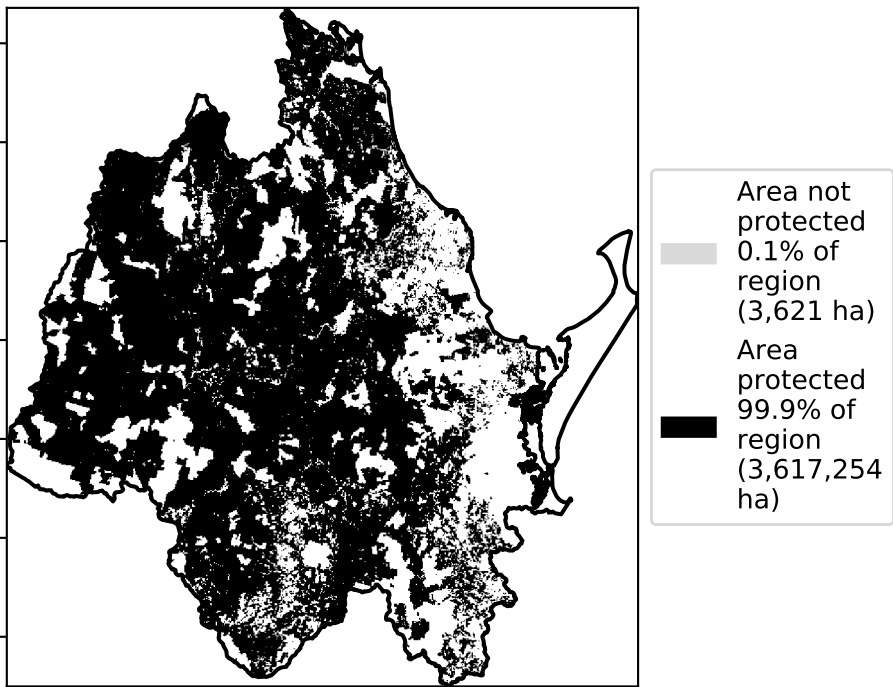 Area not
protected
0.1% of
region
(3,621 ha)
Area
protected
99.9% of
region
(3,617,254
ha)